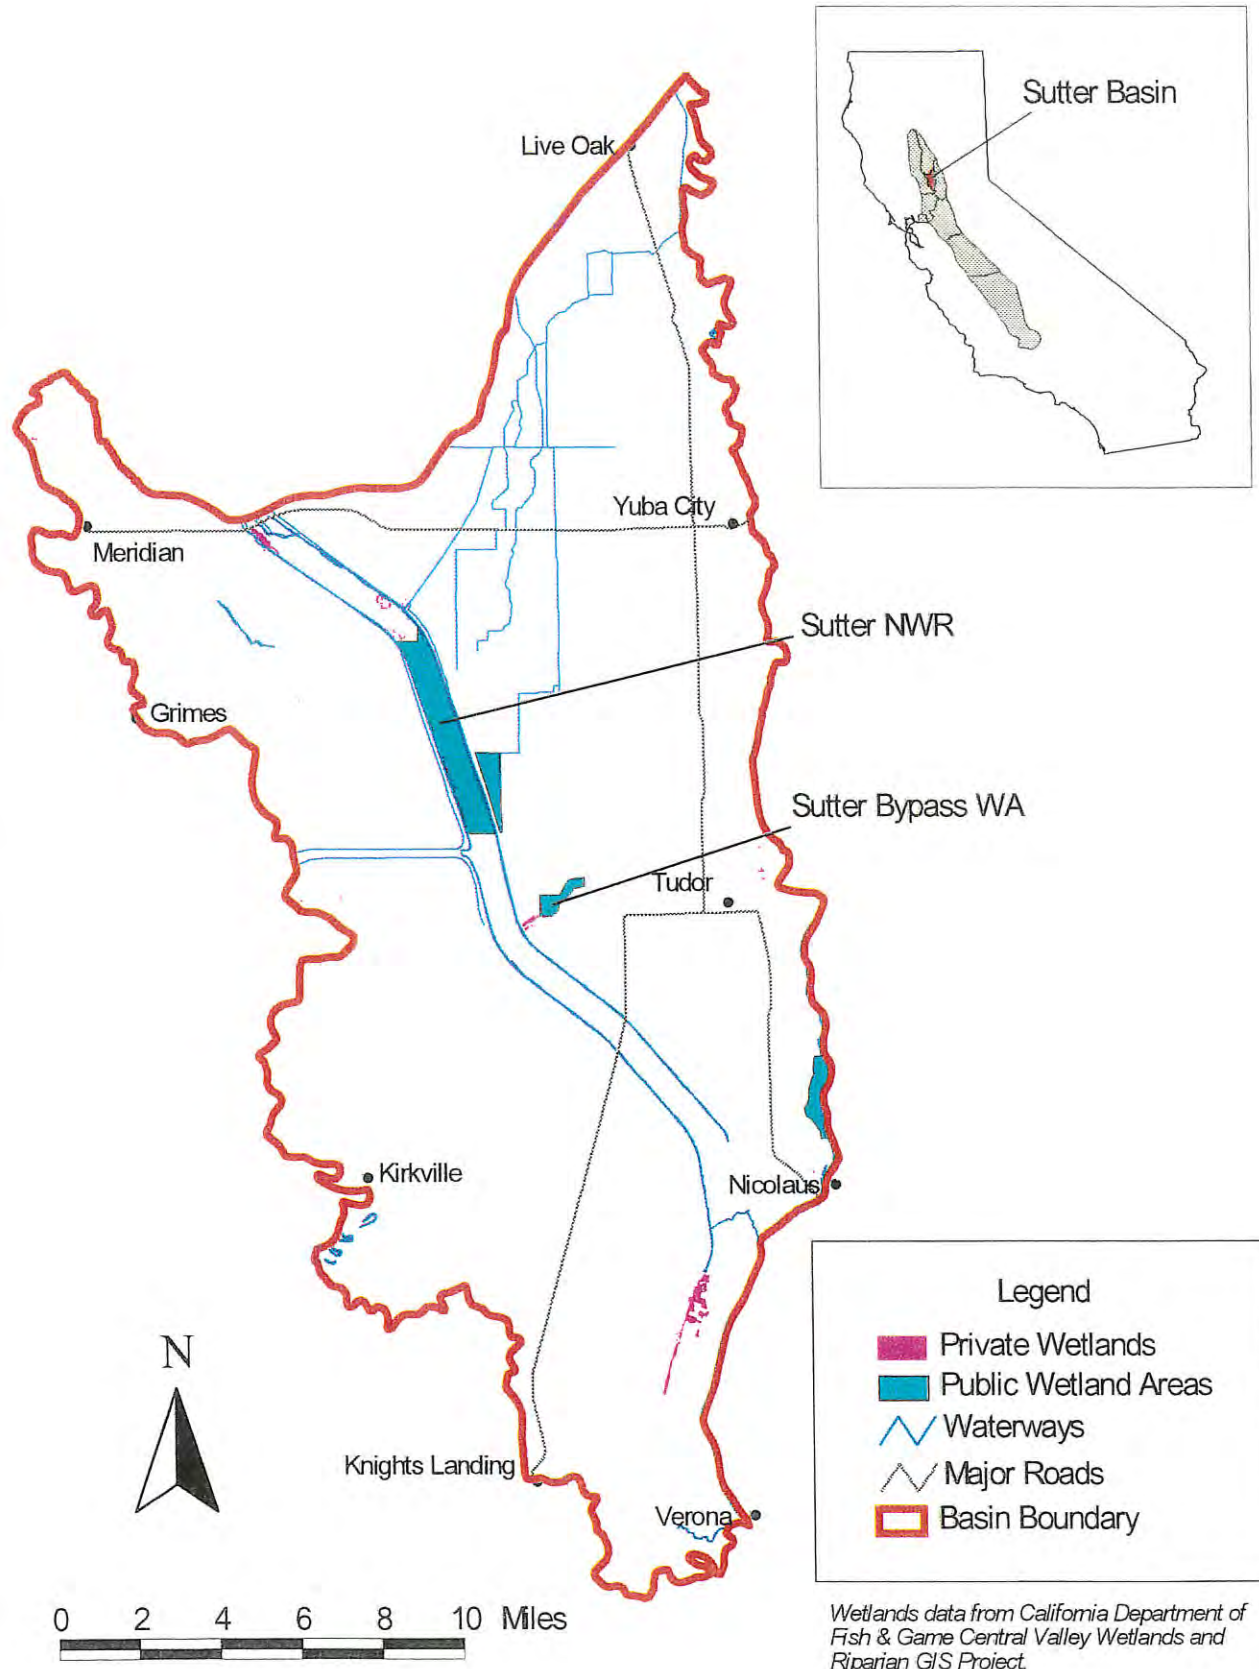 Sutter Basin
Live Oak
Yuba City
Meridian
Sutter NWR
Grimes
Sutter Bypass WA
Tudor
Kirkville
Nicolaus
Legend
Private Wetlands
Public Wetland Areas
Waterways
Major Roads
Basin Boundary
N
Knights Landing
Verona
0 2 4 6 8 10 Miles
Wetlands data from California Department of
Fish & Game Central Valley Wetlands and
Riparian GIS Project.